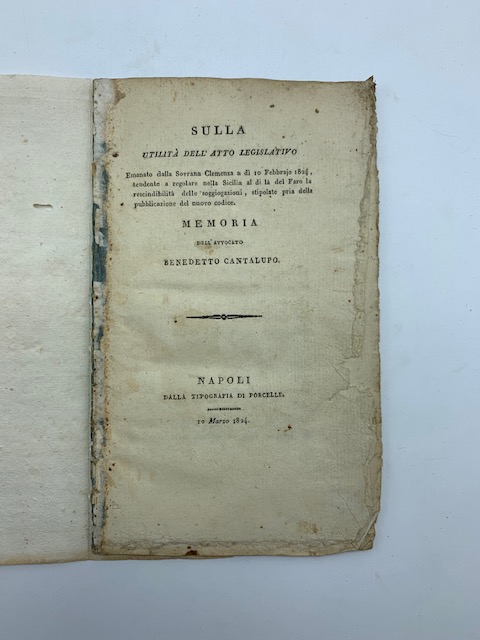 SULLA
UTILITÀ DELL'ATTO LEGISLATIVO
Emanato dalla Sovrana Clemenza a dì 10 Febbrajo 1824,
tendente a regolare nella Sicilia al di là del Faro la
rescindibilità delle soggiogazioni, stipolate pria della
pubblicazione del nuovo codice.
MEMORIA
DELL'AVVOCATO
BENEDETTO CANTALUPO.
NAPOLI
DALLA TIPOGRAFIA DI PORCELLI.
10 Marzo 1824.